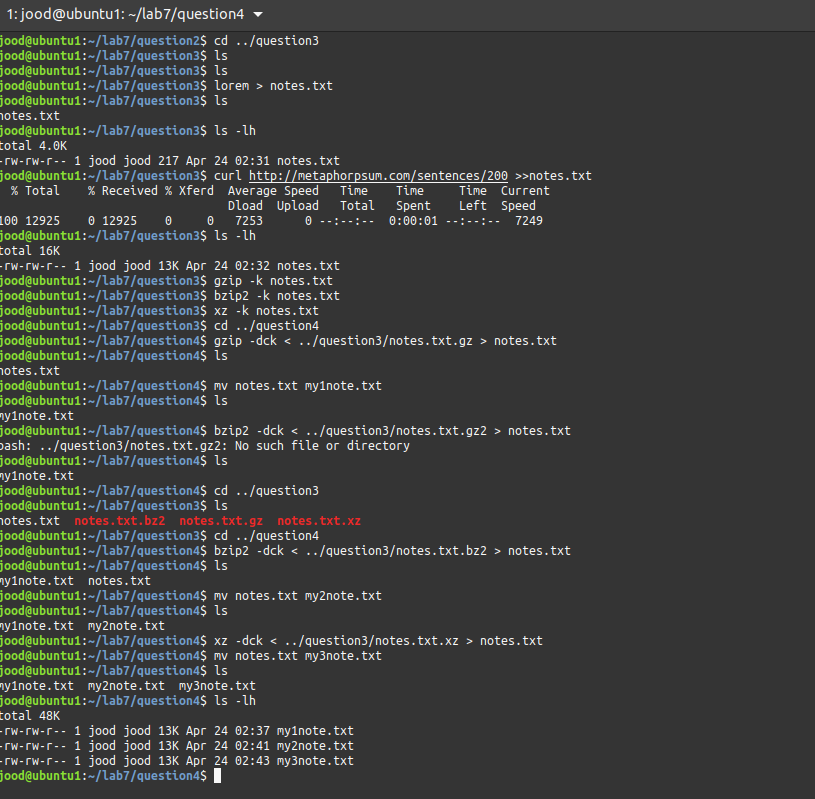 1: jood@ubuntu1: ~/lab7/question4
jood@ubuntu1:~/lab7/question2$ cd ../question3
jood@ubuntu1:~/lab7/question3$ ls
jood@ubuntu1:~/lab7/question3$ ls
jood@ubuntu1:~/lab7/question3$ lorem > notes.txt
jood@ubuntu1:~/lab7/question3$ ls
notes.txt
jood@ubuntu1:~/lab7/question3$ ls -lh
total 4.0K
-rw-rw-r-- 1 jood jood 217 Apr 24 02:31 notes.txt
jood@ubuntu1:~/lab7/question3$ curl http://metaphorpsum.com/sentences/200 >>notes.txt
  % Total    % Received % Xferd  Average Speed   Time    Time     Time  Current
                                 Dload  Upload   Total   Spent    Left  Speed
100 12925    0 12925    0     0   7253      0 --:--:--  0:00:01 --:--:--  7249
jood@ubuntu1:~/lab7/question3$ ls -lh
total 16K
-rw-rw-r-- 1 jood jood 13K Apr 24 02:32 notes.txt
jood@ubuntu1:~/lab7/question3$ gzip -k notes.txt
jood@ubuntu1:~/lab7/question3$ bzip2 -k notes.txt
jood@ubuntu1:~/lab7/question3$ xz -k notes.txt
jood@ubuntu1:~/lab7/question3$ cd ../question4
jood@ubuntu1:~/lab7/question4$ gzip -dck < ../question3/notes.txt.gz > notes.txt
jood@ubuntu1:~/lab7/question4$ ls
notes.txt
jood@ubuntu1:~/lab7/question4$ mv notes.txt my1note.txt
jood@ubuntu1:~/lab7/question4$ ls
my1note.txt
jood@ubuntu1:~/lab7/question4$ bzip2 -dck < ../question3/notes.txt.gz2 > notes.txt
bash: ../question3/notes.txt.gz2: No such file or directory
jood@ubuntu1:~/lab7/question4$ ls
my1note.txt
jood@ubuntu1:~/lab7/question4$ cd ../question3
jood@ubuntu1:~/lab7/question3$ ls
notes.txt  notes.txt.bz2  notes.txt.gz  notes.txt.xz
jood@ubuntu1:~/lab7/question3$ cd ../question4
jood@ubuntu1:~/lab7/question4$ bzip2 -dck < ../question3/notes.txt.bz2 > notes.txt
jood@ubuntu1:~/lab7/question4$ ls
my1note.txt  notes.txt
jood@ubuntu1:~/lab7/question4$ mv notes.txt my2note.txt
jood@ubuntu1:~/lab7/question4$ ls
my1note.txt  my2note.txt
jood@ubuntu1:~/lab7/question4$ xz -dck < ../question3/notes.txt.xz > notes.txt
jood@ubuntu1:~/lab7/question4$ mv notes.txt my3note.txt
jood@ubuntu1:~/lab7/question4$ ls
my1note.txt  my2note.txt  my3note.txt
jood@ubuntu1:~/lab7/question4$ ls -lh
total 48K
-rw-rw-r-- 1 jood jood 13K Apr 24 02:37 my1note.txt
-rw-rw-r-- 1 jood jood 13K Apr 24 02:41 my2note.txt
-rw-rw-r-- 1 jood jood 13K Apr 24 02:43 my3note.txt
jood@ubuntu1:~/lab7/question4$